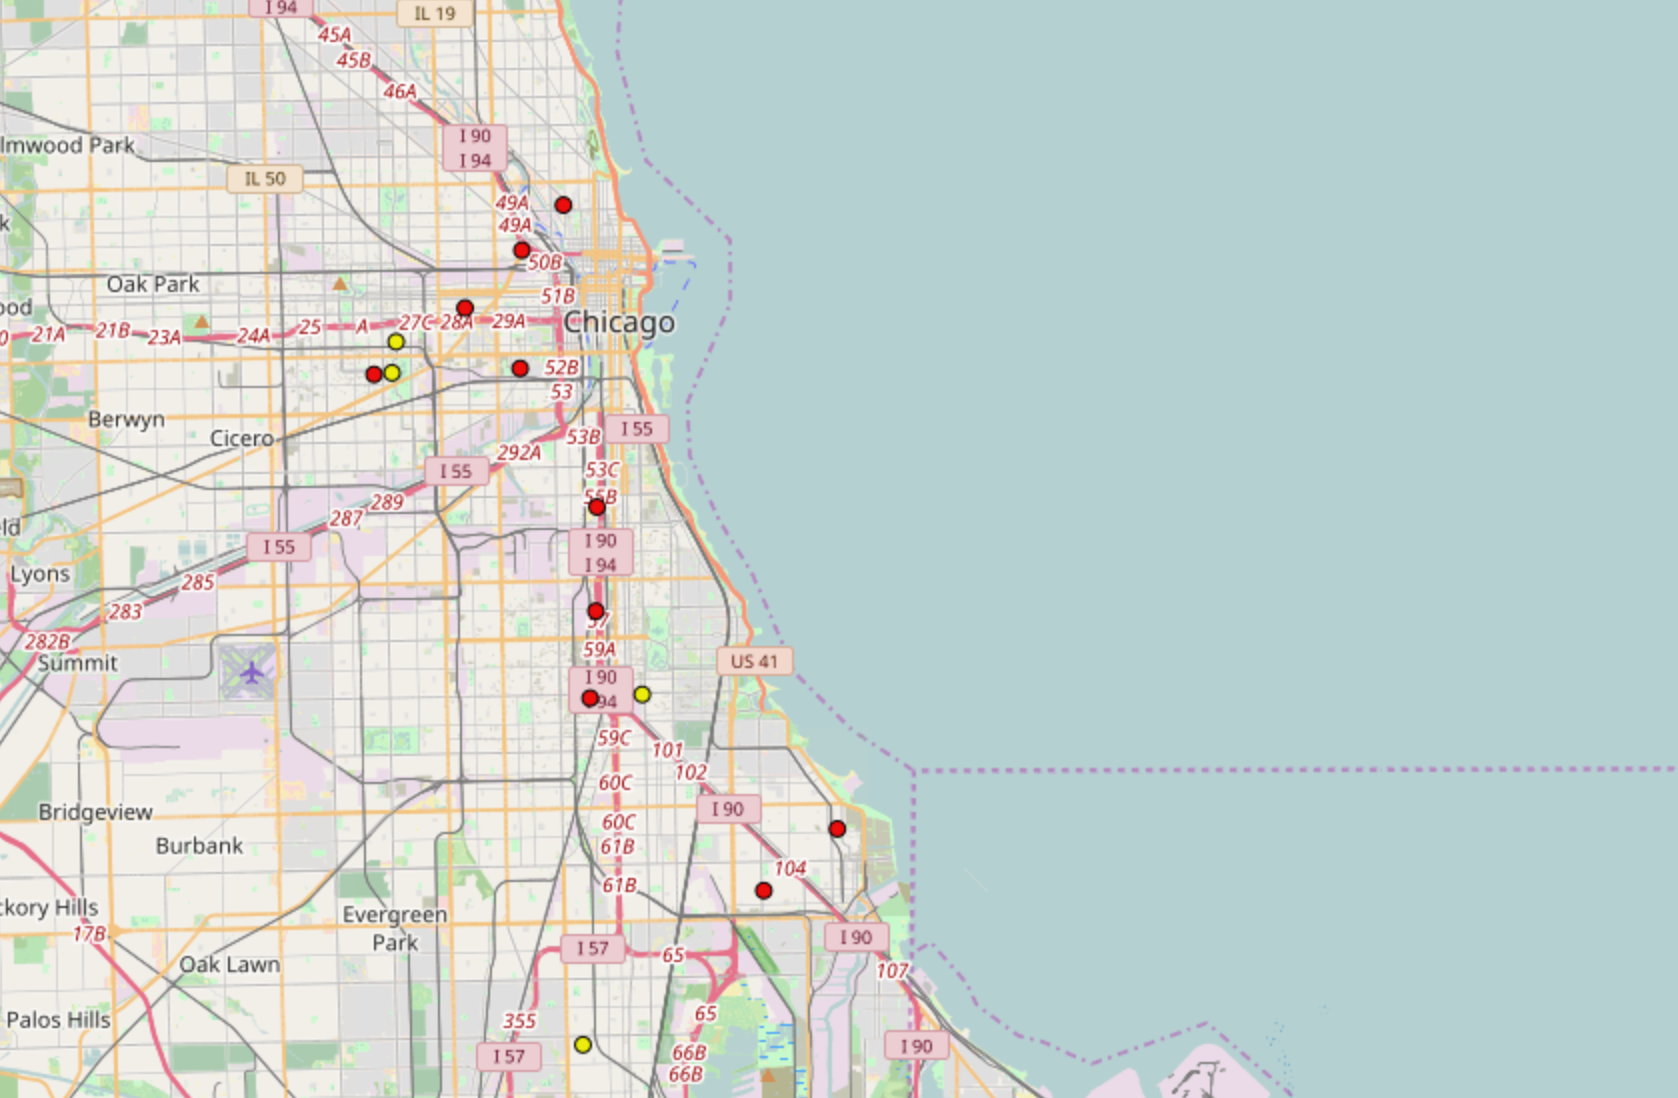 I 94
IL 19
45A
45B
46A
I 90
I 94
lmwood Park
IL 50
49A
k
49A
50B
Oak Park
51B
ood
Chicago
0
21A
21B
23A
24A
25
A
27C
28A
29A
52B
53
Berwyn
Cicero
53B
I 55
292A
I 55
53C
289
55B
287
eld
I 90
I 94
I 55
Lyons
285
283
57
282B
59A
Summit
US 41
I 90
94
59C
101
102
60C
I 90
Bridgeview
60C
Burbank
61B
104
61B
ckory Hills
Evergreen
Park
17B
I 57
I 90
65
Oak Lawn
107
65
Palos Hills
355
I 90
66B
I 57
66B